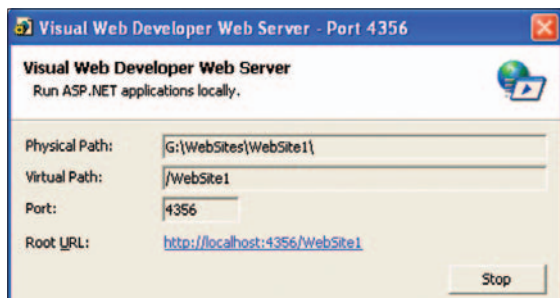 Visual Web Developer Web Server - Port 4356
Visual Web Developer Web Server
Run ASP.NET applications locally.
Physical Path: G:\WebSites\WebSite1\
Virtual Path: /WebSite1
Port: 4356
Root URL: http://localhost:4356/WebSite1
Stop